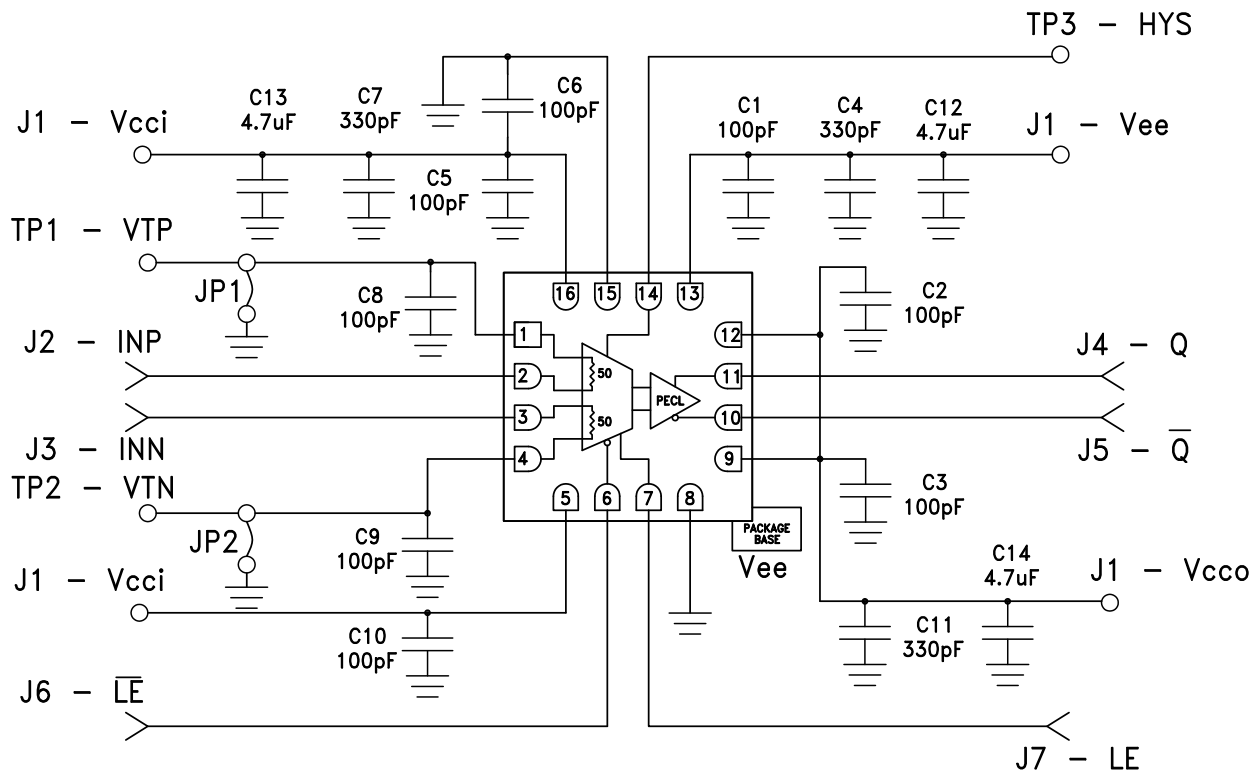 TP3 - HYS
C6
100pF
C13
4.7uF
C7
330pF
J1 - Vcci
C5
100pF
C1
100pF
C4
330pF
C12
4.7uF
J1 - Vee
TP1 - VTP
JP1
C8
100pF
16
15
14
13
C2
100pF
1
12
J2 - INP
J4 - Q
2
50
11
PECL
3
50
10
J3 - INN
J5 - Q̅
4
9
TP2 - VTN
5
6
7
8
C3
100pF
JP2
C9
100pF
PACKAGE
BASE
Vee
J1 - Vcci
C14
4.7uF
J1 - Vcco
C10
100pF
C11
330pF
J6 - L̅E̅
J7 - LE